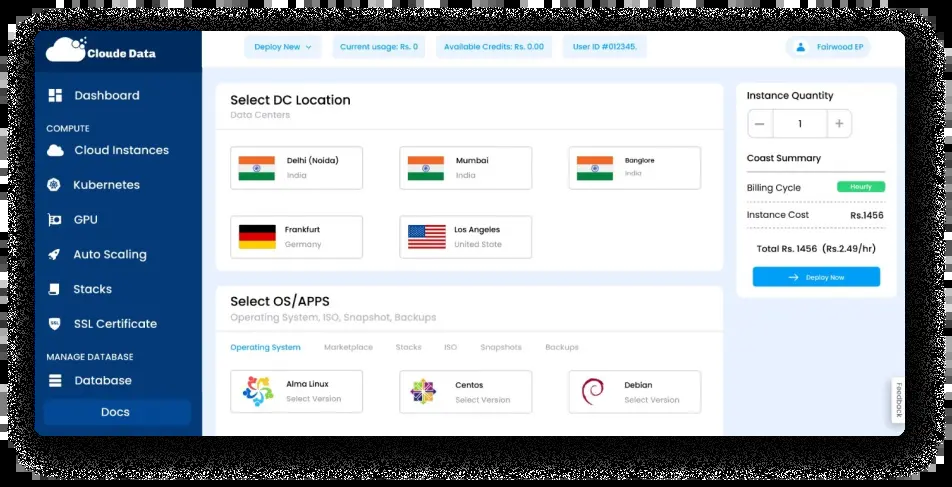 Cloude Data
Deploy New
Current usage: Rs. 0
Available Credits: Rs. 0.00
User ID #012345.
Fairwood EP
Dashboard
COMPUTE
Cloud Instances
Kubernetes
GPU
Auto Scaling
Stacks
SSL
SSL Certificate
MANAGE DATABASE
Database
Docs
Select DC Location
Data Centers
Delhi (Noida)
India
Mumbai
India
Banglore
India
Frankfurt
Germany
Los Angeles
United State
Select OS/APPS
Operating System, ISO, Snapshot, Backups
Operating System
Marketplace
Stacks
ISO
Snapshots
Backups
Alma Linux
Select Version
Centos
Select Version
Debian
Select Version
Instance Quantity
1
Coast Summary
Billing Cycle
Hourly
Instance Cost
Rs.1456
Total Rs. 1456 (Rs.2.49/hr)
Deploy Now
Feedback